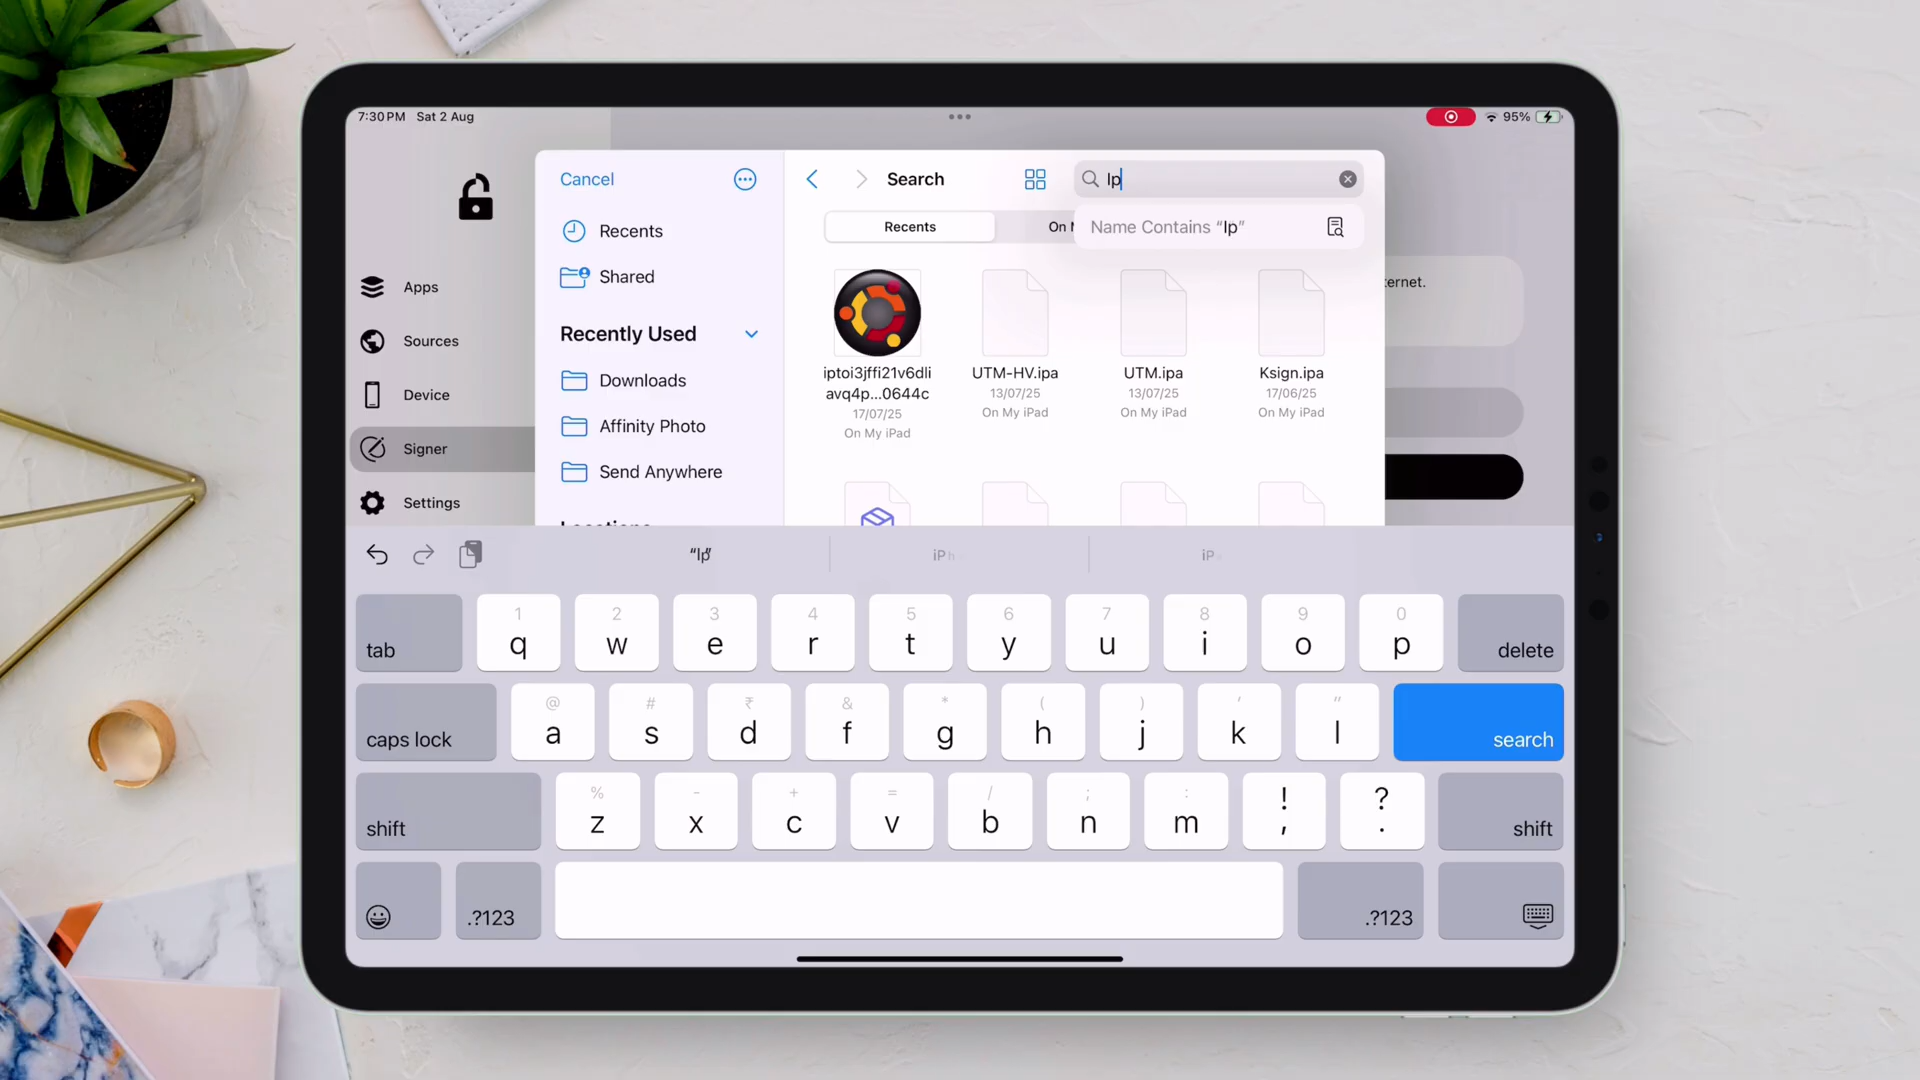 7:30 PM Sat 2 Aug
95%
Apps
Sources
Device
Signer
Settings
Cancel
Recents
Shared
Recently Used
Downloads
Affinity Photo
Send Anywhere
Search
Ip
Recents
On
Name Contains “Ip”
ernet.
iptoi3jffi21v6dli
avq4p...0644c
17/07/25
On My iPad
UTM-HV.ipa
13/07/25
On My iPad
UTM.ipa
13/07/25
On My iPad
Ksign.ipa
17/06/25
On My iPad
“Ip”
iPh
iP
tab
1 2 3 4 5 6 7 8 9 0
q w e r t y u i o p
delete
caps lock
@ # ₹ & * ( ) ‘ “
a s d f g h j k l
search
shift
% - + = / ; : ! ?
z x c v b n m , .
shift
.?123
.?123